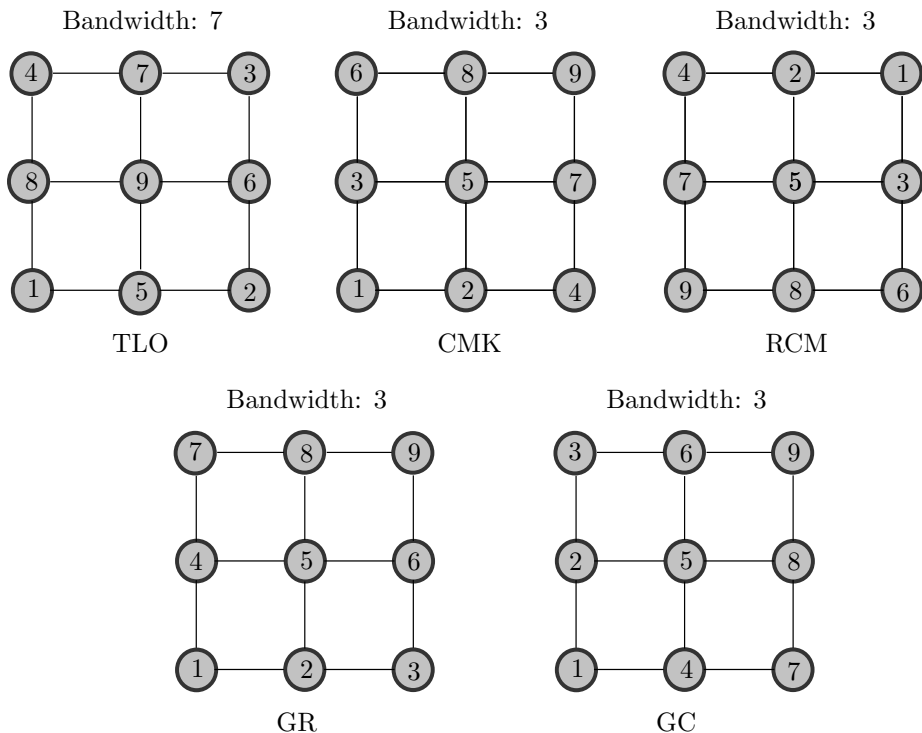 Bandwidth: 7
Bandwidth: 3
Bandwidth: 3
4 7 3
6 8 9
4 2 1
8 9 6
3 5 7
7 5 3
1 5 2
1 2 4
9 8 6
TLO
CMK
RCM
Bandwidth: 3
Bandwidth: 3
7 8 9
3 6 9
4 5 6
2 5 8
1 2 3
1 4 7
GR
GC